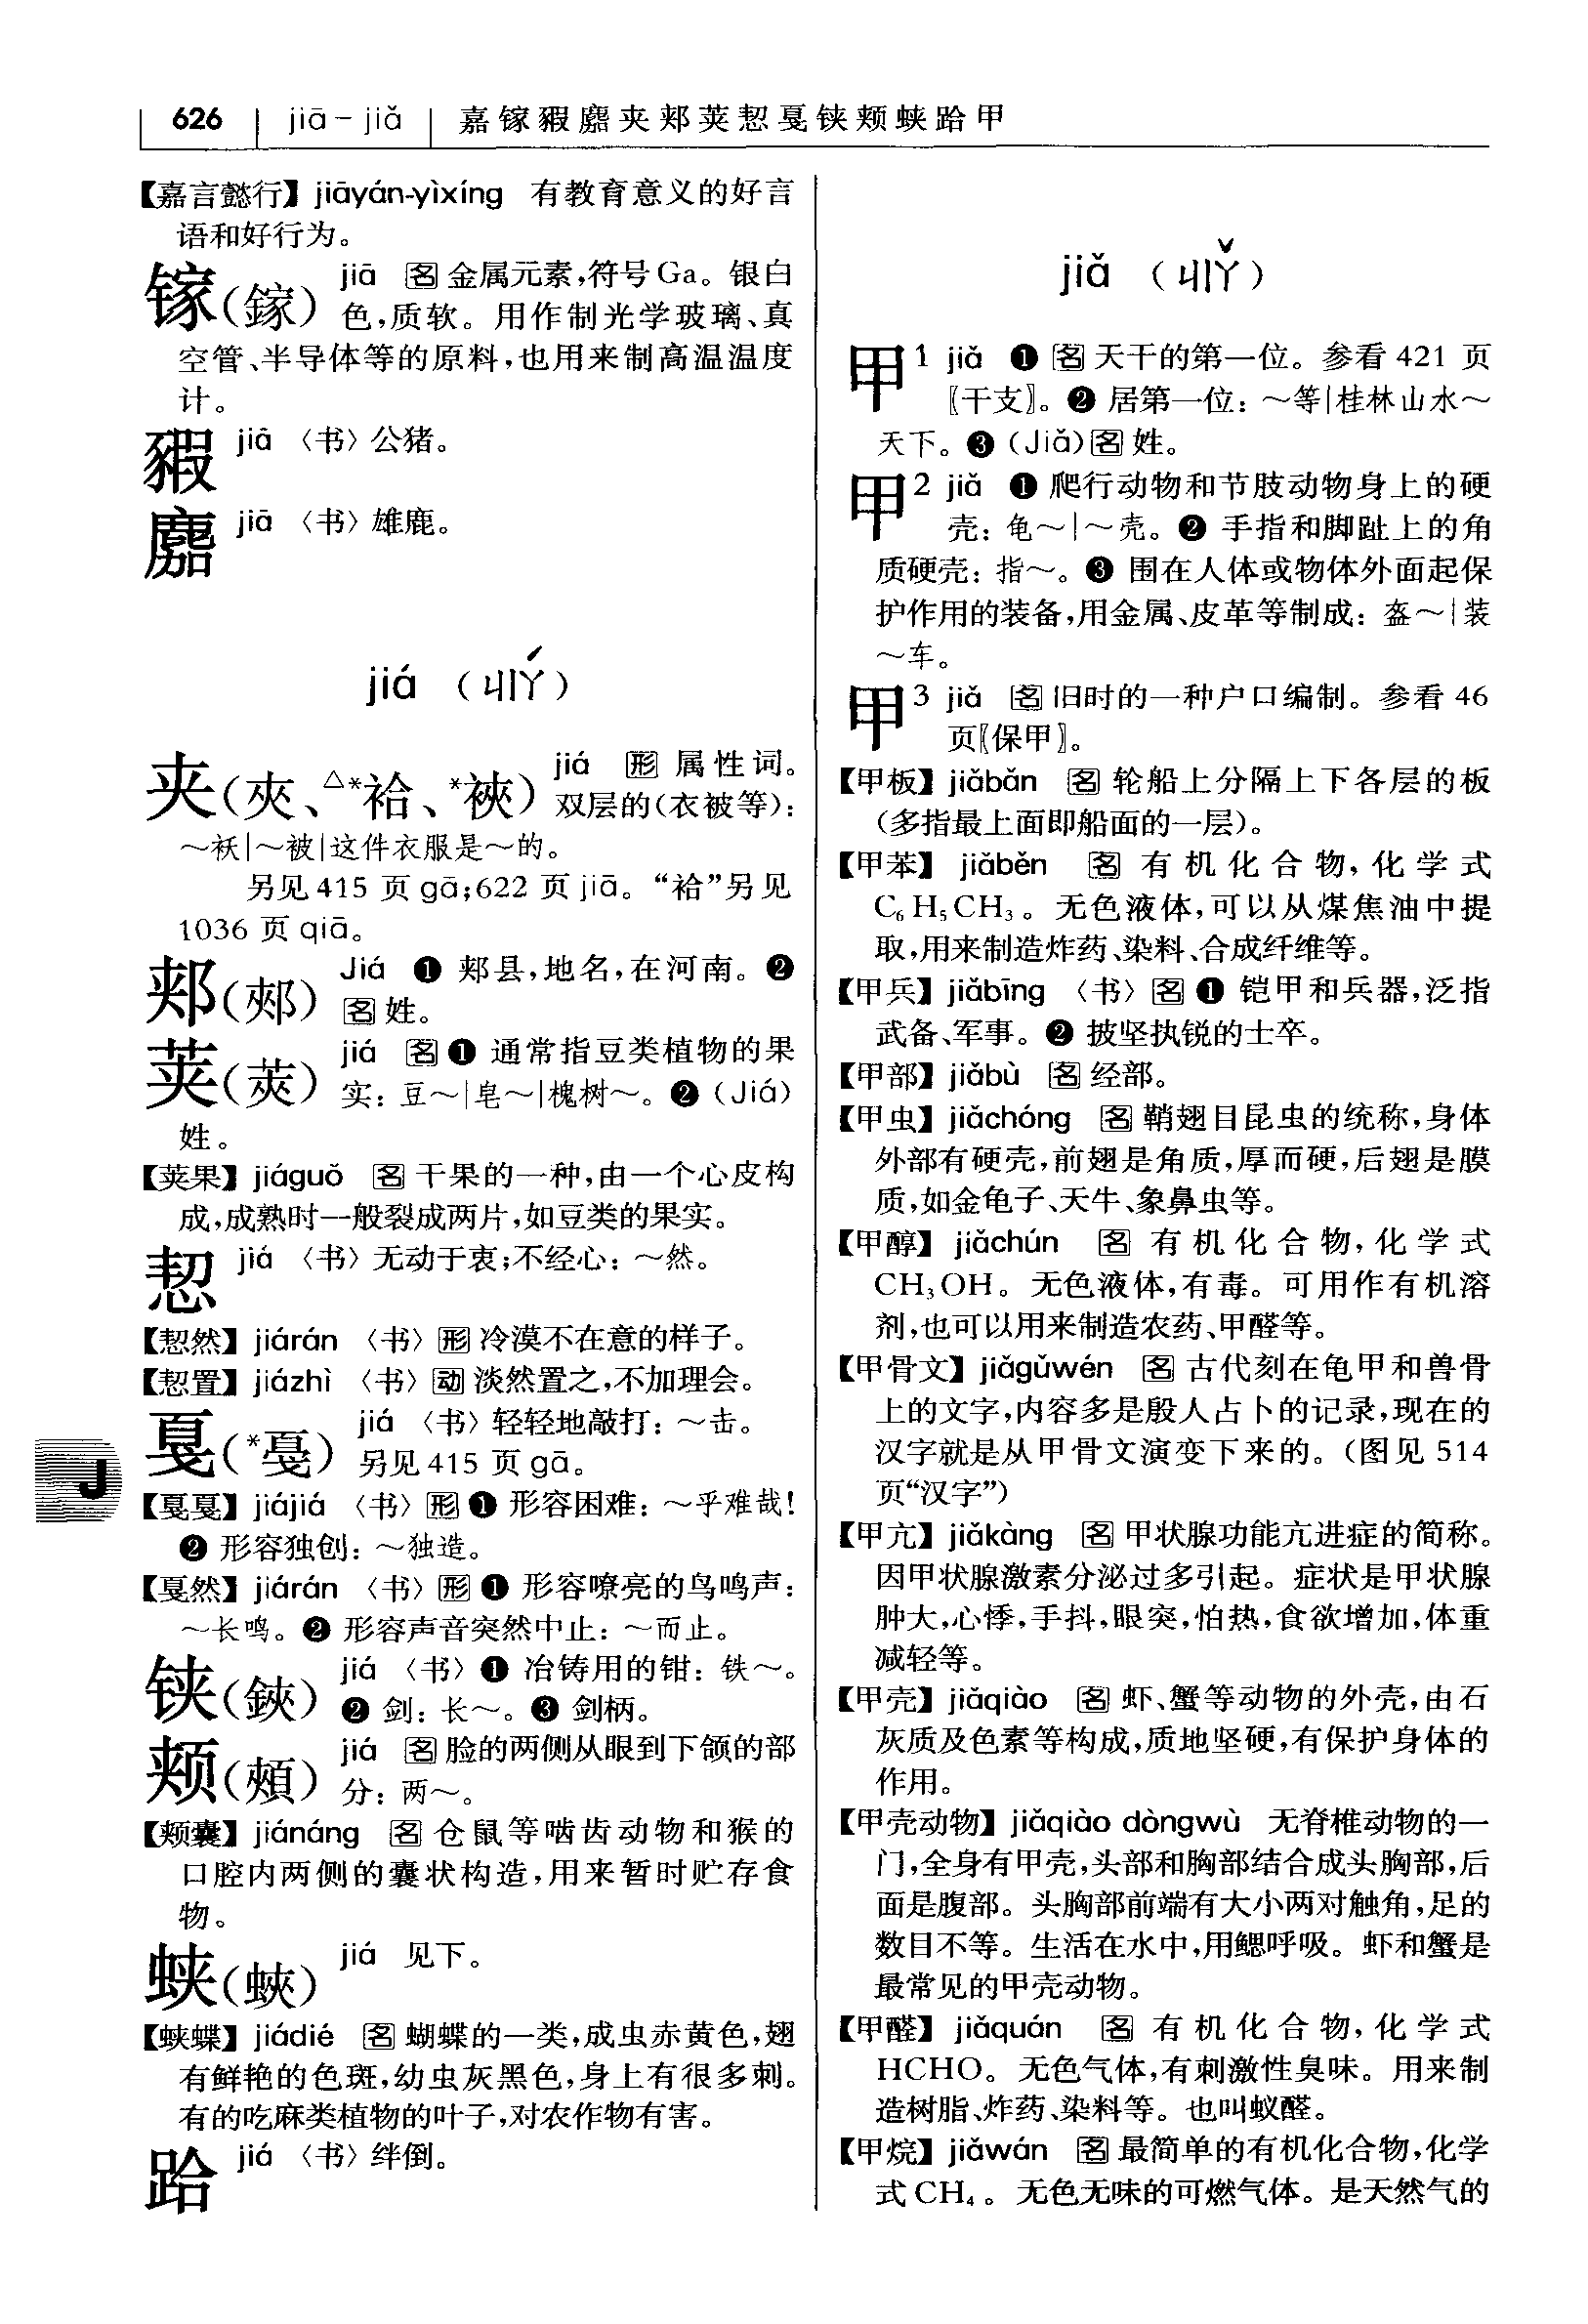 626 jiā－jiǎ 嘉镓豭麚夹郏荚恝戛铗颊蛱跲甲
【嘉言懿行】jiāyán-yìxíng 有教育意义的好言
语和好行为。
镓(鎵) jiā 名 金属元素,符号Ga。银白
色,质软。用作制光学玻璃、真
空管、半导体等的原料,也用来制高温温度
计。
豭 jiā 〈书〉公猪。
麚 jiā 〈书〉雄鹿。
jiá （ㄐㄧㄚˊ）
夹(夾、△*袷、*裌) jiá 形 属性词。
双层的(衣被等)：
～袄|～被|这件衣服是～的。
另见415 页 gā;622 页 jiā。“袷”另见
1036 页 qiā。
郏(郟) Jiá ❶ 郏县,地名,在河南。❷
名 姓。
荚(莢) jiá 名 ❶ 通常指豆类植物的果
实：豆～|皂～|槐树～。❷ (Jiá)
姓。
【荚果】jiáguǒ 名 干果的一种,由一个心皮构
成,成熟时一般裂成两片,如豆类的果实。
恝 jiá 〈书〉无动于衷;不经心：～然。
【恝然】jiárán 〈书〉形 冷漠不在意的样子。
【恝置】jiázhì 〈书〉动 淡然置之,不加理会。
戛(*戞) jiá 〈书〉轻轻地敲打：～击。
另见415 页 gā。
【戛戛】jiájiá 〈书〉形 ❶ 形容困难：～乎难哉!
❷ 形容独创：～独造。
【戛然】jiárán 〈书〉形 ❶ 形容嘹亮的鸟鸣声：
～长鸣。❷ 形容声音突然中止：～而止。
铗(鋏) jiá 〈书〉❶ 冶铸用的钳：铁～。
❷ 剑：长～。❸ 剑柄。
颊(頰) jiá 名 脸的两侧从眼到下颌的部
分：两～。
【颊囊】jiánáng 名 仓鼠等啮齿动物和猴的
口腔内两侧的囊状构造,用来暂时贮存食
物。
蛱(蛺) jiá 见下。
【蛱蝶】jiádié 名 蝴蝶的一类,成虫赤黄色,翅
有鲜艳的色斑,幼虫灰黑色,身上有很多刺。
有的吃麻类植物的叶子,对农作物有害。
跲 jiá 〈书〉绊倒。
J
jiǎ （ㄐㄧㄚˇ）
甲1 jiǎ ❶ 名 天干的第一位。参看 421 页
〖干支〗。❷ 居第一位：～等|桂林山水～
天下。❸ (Jiǎ) 名 姓。
甲2 jiǎ ❶ 爬行动物和节肢动物身上的硬
壳：龟～|～壳。❷ 手指和脚趾上的角
质硬壳：指～。❸ 围在人体或物体外面起保
护作用的装备,用金属、皮革等制成：盔～|装
～车。
甲3 jiǎ 名 旧时的一种户口编制。参看 46
页〖保甲〗。
【甲板】jiǎbǎn 名 轮船上分隔上下各层的板
(多指最上面即船面的一层)。
【甲苯】jiǎběn 名 有机化合物,化学式
C₆H₅CH₃。无色液体,可以从煤焦油中提
取,用来制造炸药、染料、合成纤维等。
【甲兵】jiǎbīng 〈书〉名 ❶ 铠甲和兵器,泛指
武备、军事。❷ 披坚执锐的士卒。
【甲部】jiǎbù 名 经部。
【甲虫】jiǎchóng 名 鞘翅目昆虫的统称,身体
外部有硬壳,前翅是角质,厚而硬,后翅是膜
质,如金龟子、天牛、象鼻虫等。
【甲醇】jiǎchún 名 有机化合物,化学式
CH₃OH。无色液体,有毒。可用作有机溶
剂,也可以用来制造农药、甲醛等。
【甲骨文】jiǎgǔwén 名 古代刻在龟甲和兽骨
上的文字,内容多是殷人占卜的记录,现在的
汉字就是从甲骨文演变下来的。(图见 514
页“汉字”)
【甲亢】jiǎkàng 名 甲状腺功能亢进症的简称。
因甲状腺激素分泌过多引起。症状是甲状腺
肿大,心悸,手抖,眼突,怕热,食欲增加,体重
减轻等。
【甲壳】jiǎqiào 名 虾、蟹等动物的外壳,由石
灰质及色素等构成,质地坚硬,有保护身体的
作用。
【甲壳动物】jiǎqiào dòngwù 无脊椎动物的一
门,全身有甲壳,头部和胸部结合成头胸部,后
面是腹部。头胸部前端有大小两对触角,足的
数目不等。生活在水中,用鳃呼吸。虾和蟹是
最常见的甲壳动物。
【甲醛】jiǎquán 名 有机化合物,化学式
HCHO。无色气体,有刺激性臭味。用来制
造树脂、炸药、染料等。也叫蚁醛。
【甲烷】jiǎwán 名 最简单的有机化合物,化学
式CH₄。无色无味的可燃气体。是天然气的